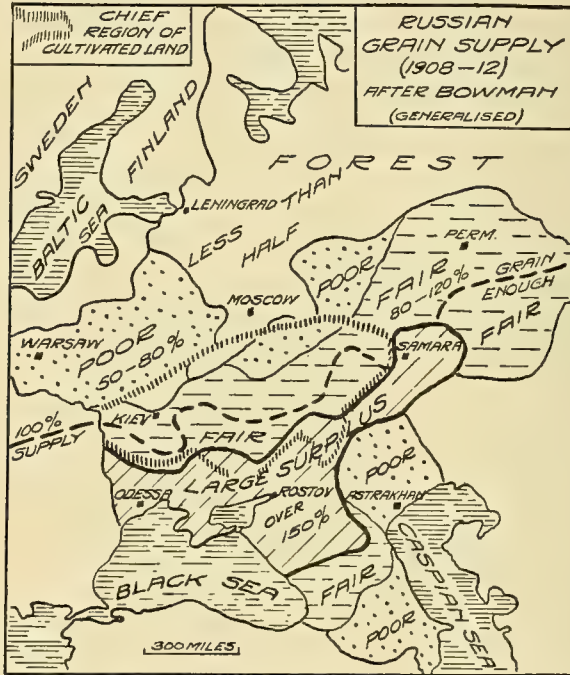 CHIEF
REGION OF
CULTIVATED LAND
RUSSIAN
GRAIN SUPPLY
(1908–12)
AFTER BOWMAN
(GENERALISED)
SWEDEN
FINLAND
BALTIC
SEA
FOREST
LENINGRAD
LESS THAN
HALF
PERM.
POOR
FAIR
80–120%
GRAIN
ENOUGH
FAIR
MOSCOW
WARSAW
POOR
50–80%
SAMARA
KIEV
100%
SUPPLY
FAIR
LARGE SURPLUS
ODESSA
ROSTOV
OVER
150%
POOR
ASTRAKHAN
BLACK SEA
FAIR
POOR
CASPIAN SEA
300 MILES